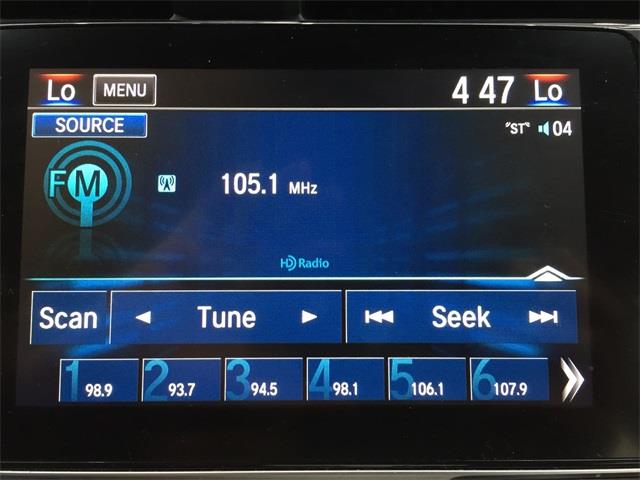 Lo MENU 4 47 Lo
SOURCE "ST" 04
FM 105.1 MHz
HD Radio
Scan Tune Seek
1 98.9 2 93.7 3 94.5 4 98.1 5 106.1 6 107.9